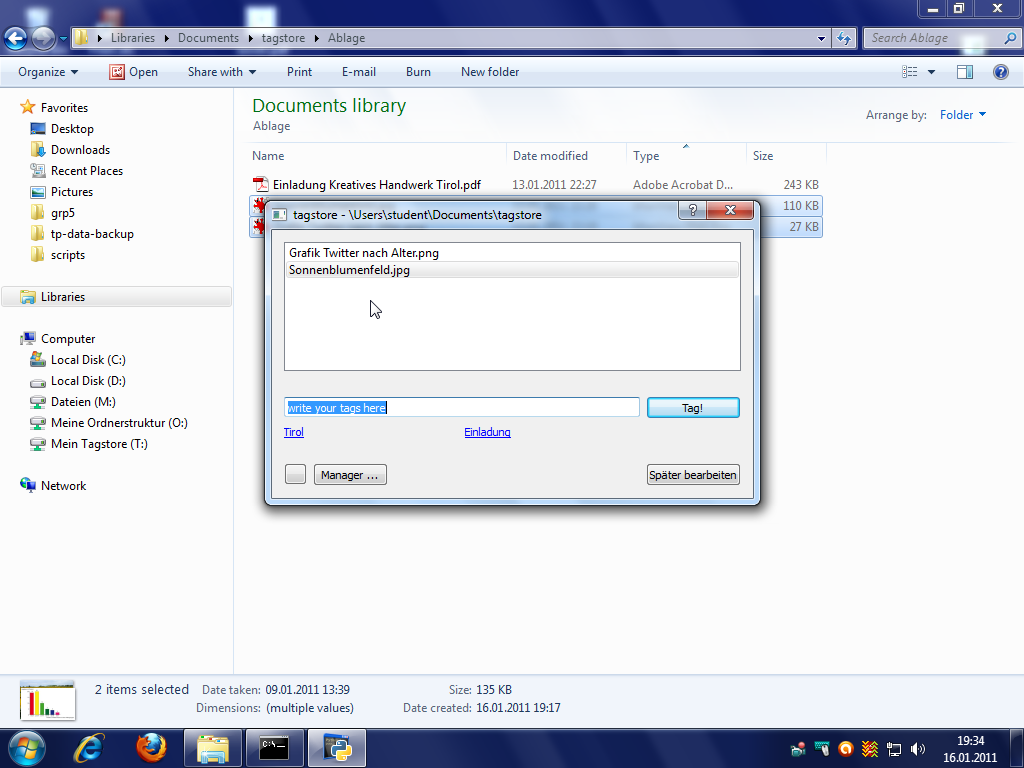 Libraries Documents tagstore Ablage
Search Ablage
Organize Open Share with Print E-mail Burn New folder
Favorites
Desktop
Downloads
Recent Places
Pictures
grp5
tp-data-backup
scripts
Libraries
Computer
Local Disk (C:)
Local Disk (D:)
Dateien (M:)
Meine Ordnerstruktur (O:)
Mein Tagstore (T:)
Network
Documents library
Ablage
Arrange by: Folder
Name Date modified Type Size
Einladung Kreatives Handwerk Tirol.pdf 13.01.2011 22:27 Adobe Acrobat D... 243 KB
110 KB
27 KB
tagstore - \Users\student\Documents\tagstore
?
Grafik Twitter nach Alter.png
Sonnenblumenfeld.jpg
write your tags here Tag!
Tirol Einladung
Manager ... Später bearbeiten
2 items selected Date taken: 09.01.2011 13:39 Size: 135 KB
Dimensions: (multiple values) Date created: 16.01.2011 19:17
C:\
19:34
16.01.2011